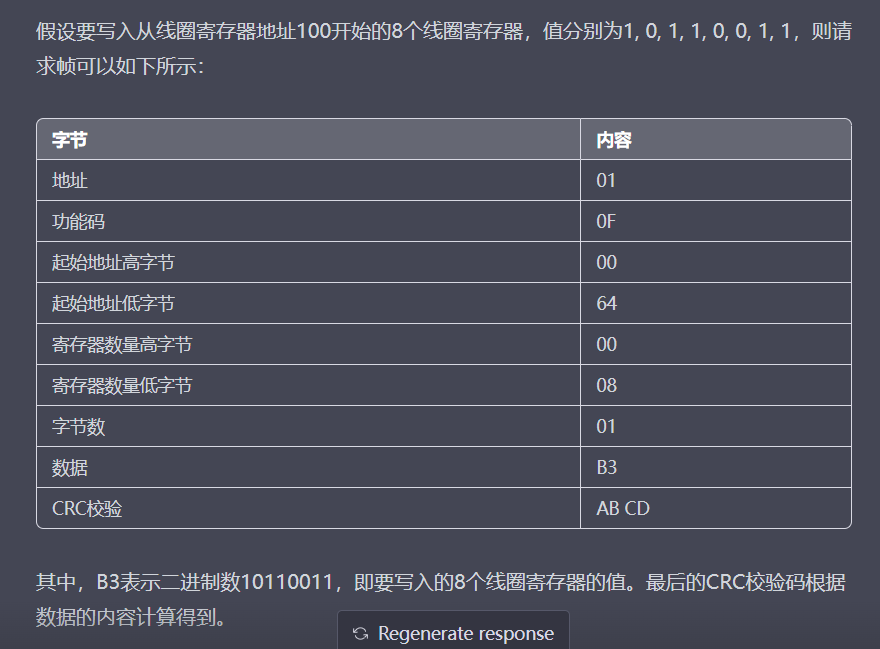 假设要写入从线圈寄存器地址100开始的8个线圈寄存器，值分别为1, 0, 1, 1, 0, 0, 1, 1，则请
求帧可以如下所示：
字节 内容
地址 01
功能码 0F
起始地址高字节 00
起始地址低字节 64
寄存器数量高字节 00
寄存器数量低字节 08
字节数 01
数据 B3
CRC校验 AB CD
其中，B3表示二进制数10110011，即要写入的8个线圈寄存器的值。最后的CRC校验码根据
数据的内容计算得到。
Regenerate response